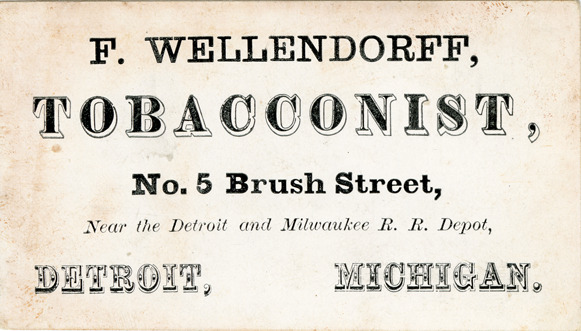 F. WELLENDORFF,
TOBACCONIST,
No. 5 Brush Street,
Near the Detroit and Milwaukee R. R. Depot,
DETROIT, MICHIGAN.